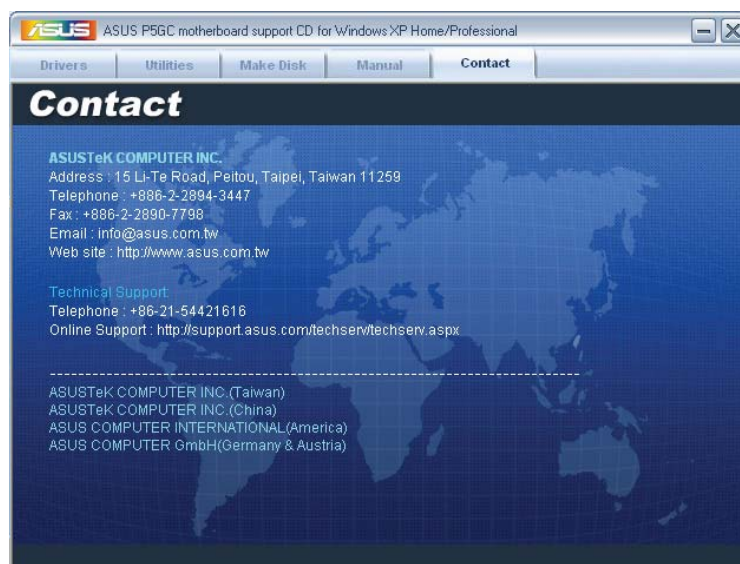 ASUS ASUS P5GC motherboard support CD for Windows XP Home/Professional
Drivers Utilities Make Disk Manual Contact
Contact
ASUSTeK COMPUTER INC.
Address : 15 Li-Te Road, Peitou, Taipei, Taiwan 11259
Telephone : +886-2-2894-3447
Fax : +886-2-2890-7798
Email : info@asus.com.tw
Web site : http://www.asus.com.tw
Technical Support:
Telephone : +86-21-54421616
Online Support : http://support.asus.com/techserv/techserv.aspx
ASUSTeK COMPUTER INC.(Taiwan)
ASUSTeK COMPUTER INC.(China)
ASUS COMPUTER INTERNATIONAL(America)
ASUS COMPUTER GmbH(Germany & Austria)